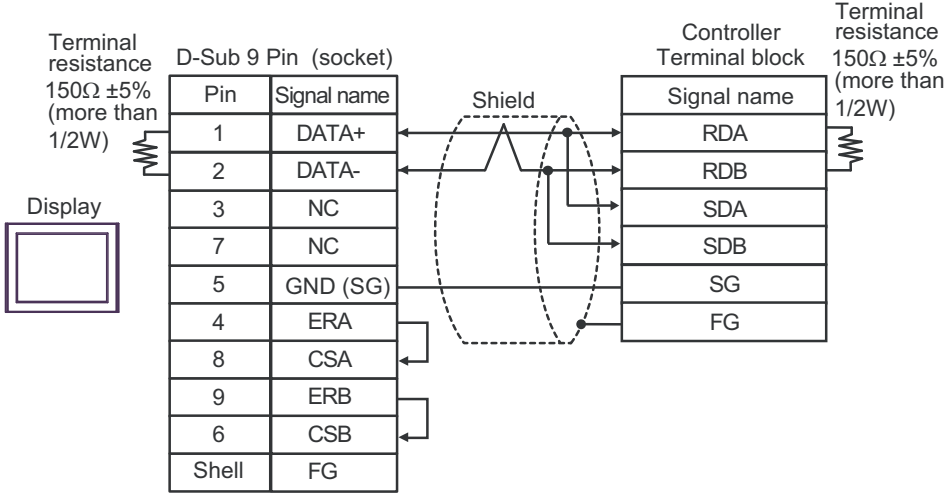 Terminal
resistance
150Ω ±5%
(more than
1/2W)
D-Sub 9 Pin (socket)
Pin Signal name
1 DATA+
2 DATA-
3 NC
7 NC
5 GND (SG)
4 ERA
8 CSA
9 ERB
6 CSB
Shell FG
Display
Shield
Controller
Terminal block
Signal name
RDA
RDB
SDA
SDB
SG
FG
Terminal
resistance
150Ω ±5%
(more than
1/2W)